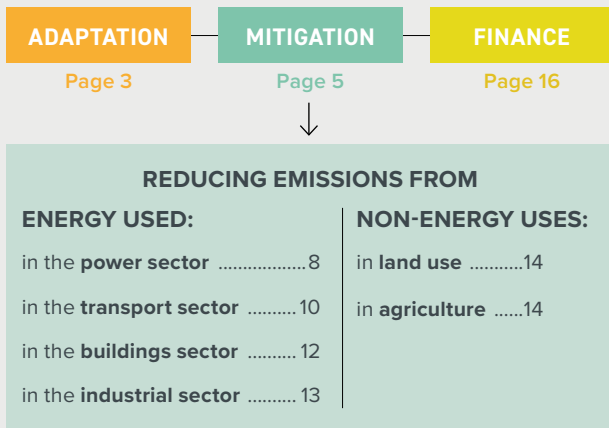 ADAPTATION MITIGATION FINANCE
Page 3 Page 5 Page 16
REDUCING EMISSIONS FROM
ENERGY USED:
in the power sector ..................8
in the transport sector ..........10
in the buildings sector ..........12
in the industrial sector ..........13
NON-ENERGY USES:
in land use ...........14
in agriculture ......14